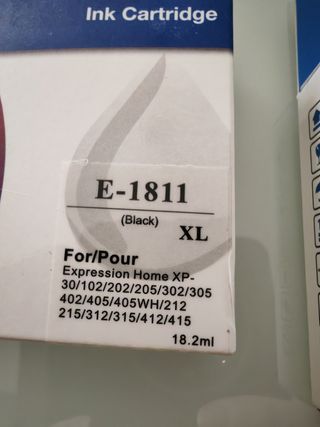 Ink Cartridge
E-1811
(Black)
XL
For/Pour
Expression Home XP-
30/102/202/205/302/305
402/405/405WH/212
215/312/315/412/415
18.2ml